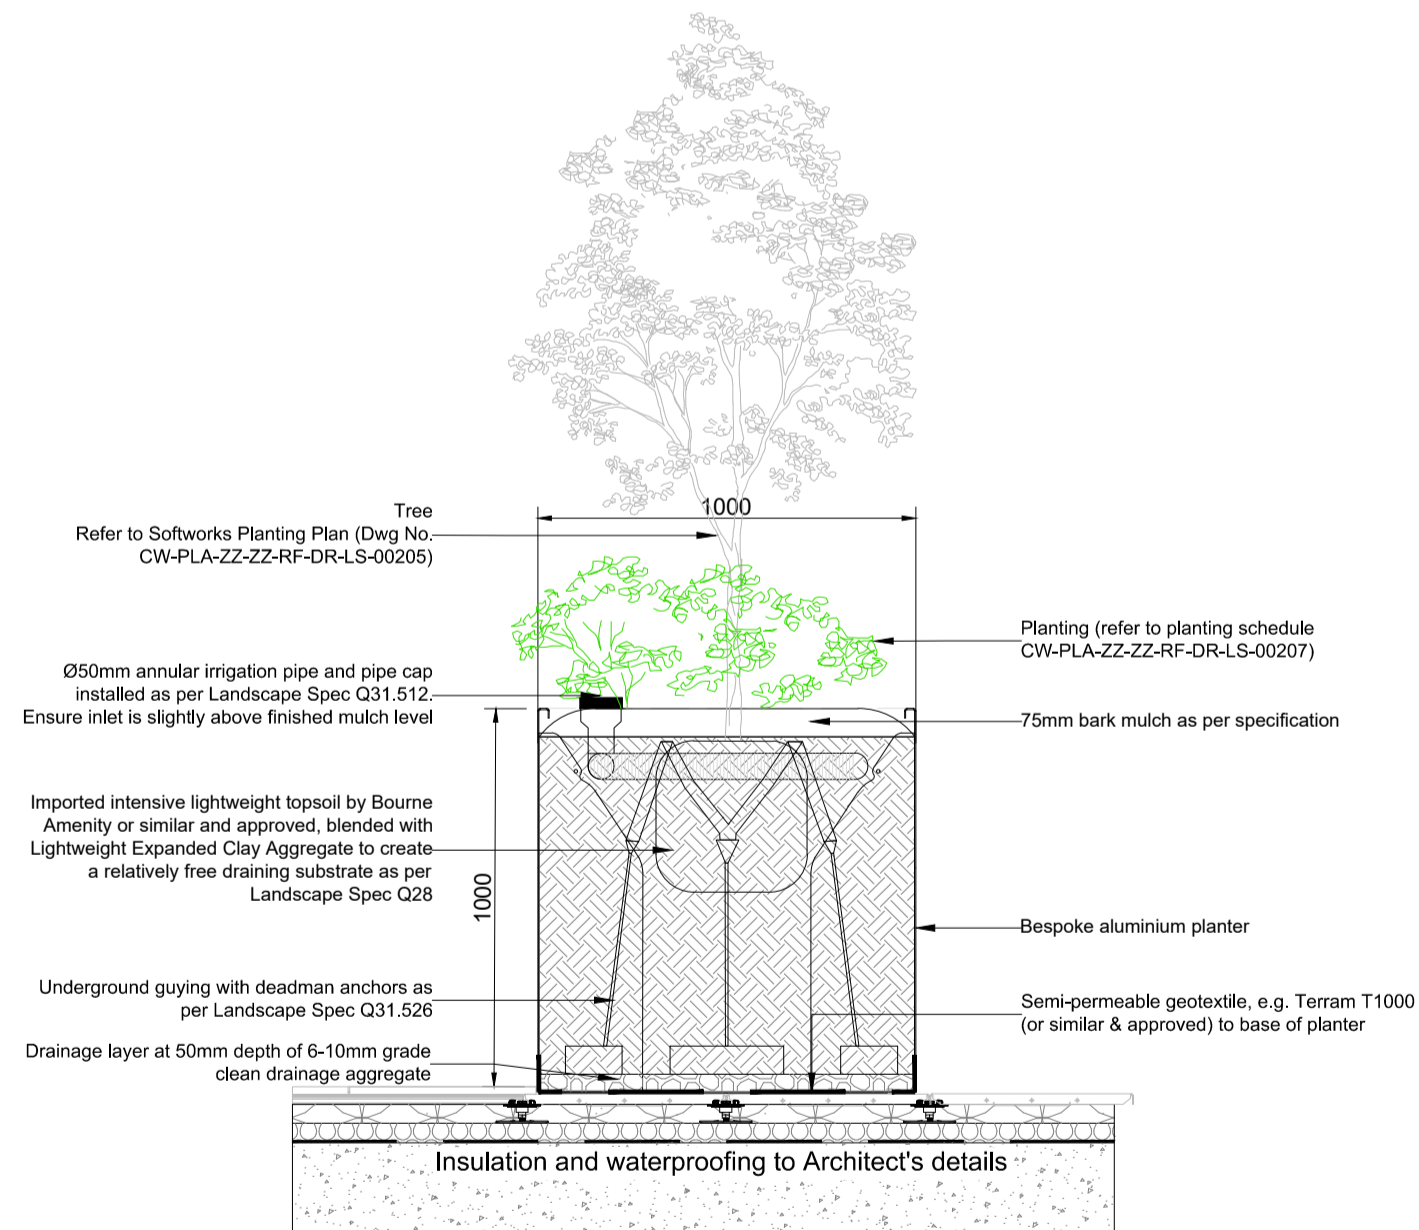 1000
Tree
Refer to Softworks Planting Plan (Dwg No.
CW-PLA-ZZ-ZZ-RF-DR-LS-00205)
Planting (refer to planting schedule
CW-PLA-ZZ-ZZ-RF-DR-LS-00207)
Ø50mm annular irrigation pipe and pipe cap
installed as per Landscape Spec Q31.512.
Ensure inlet is slightly above finished mulch level
75mm bark mulch as per specification
Imported intensive lightweight topsoil by Bourne
Amenity or similar and approved, blended with
Lightweight Expanded Clay Aggregate to create
a relatively free draining substrate as per
Landscape Spec Q28
1000
Bespoke aluminium planter
Underground guying with deadman anchors as
per Landscape Spec Q31.526
Semi-permeable geotextile, e.g. Terram T1000
(or similar & approved) to base of planter
Drainage layer at 50mm depth of 6-10mm grade
clean drainage aggregate
Insulation and waterproofing to Architect's details